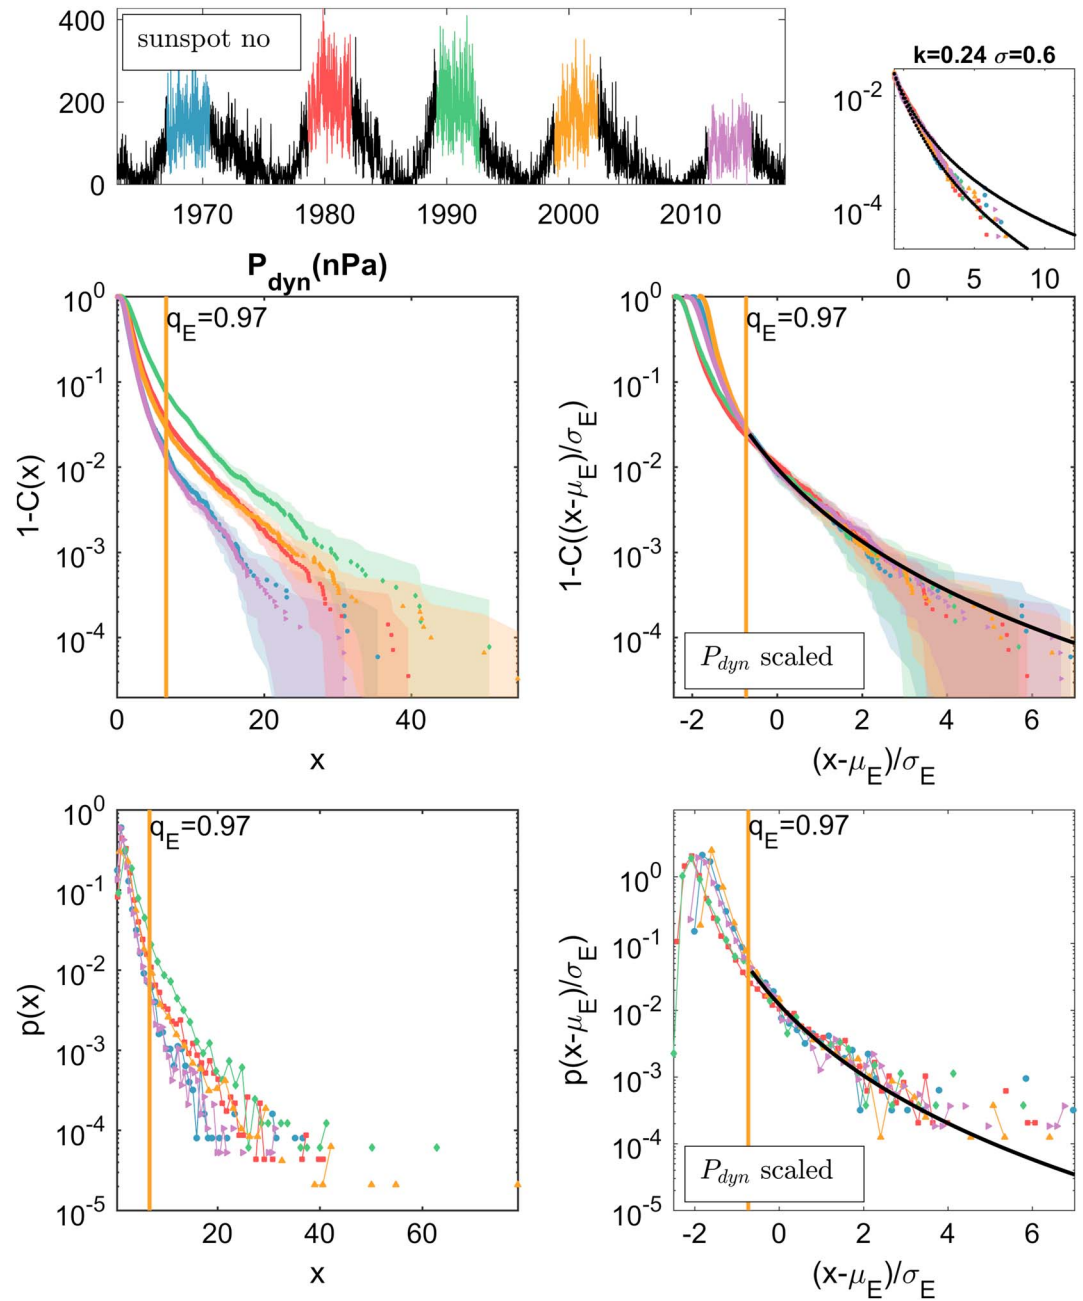 400
200
0
sunspot no
1970 1980 1990 2000 2010
k=0.24 σ=0.6
10^-2
10^-4
0 5 10
P_dyn(nPa)
10^0
10^-1
10^-2
10^-3
10^-4
1-C(x)
q_E=0.97
0 20 40
x
10^0
10^-1
10^-2
10^-3
10^-4
1-C((x-μ_E)/σ_E)
q_E=0.97
P_dyn scaled
-2 0 2 4 6
(x-μ_E)/σ_E
10^0
10^-1
10^-2
10^-3
10^-4
10^-5
p(x)
q_E=0.97
0 20 40 60
x
10^0
10^-1
10^-2
10^-3
10^-4
10^-5
p(x-μ_E)/σ_E)
q_E=0.97
P_dyn scaled
-2 0 2 4 6
(x-μ_E)/σ_E